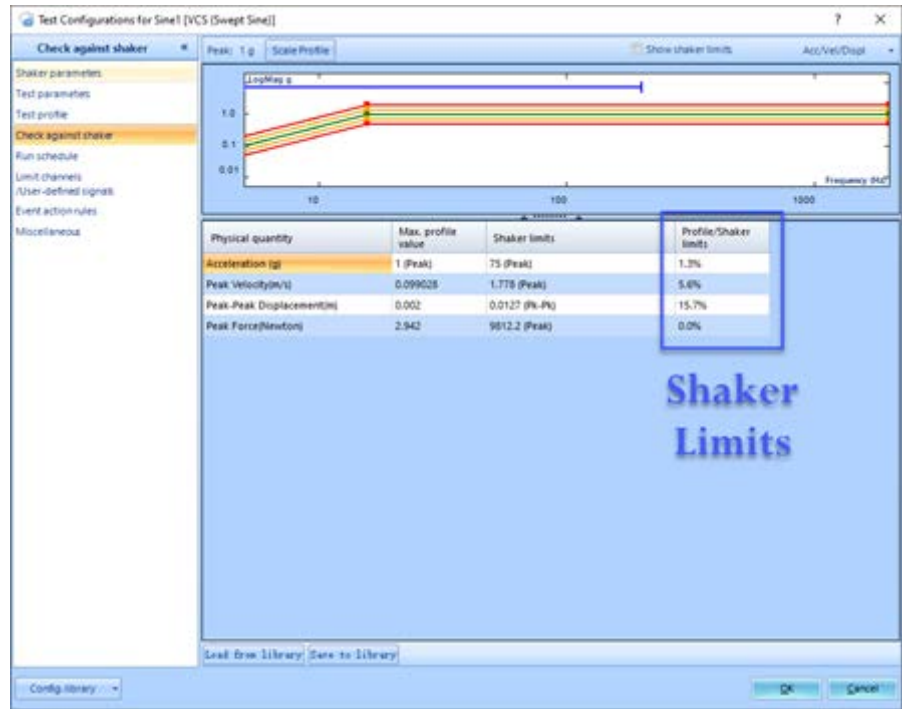 Test Configurations for Sine1 [VCS (Swept Sine)]
? ×
Check against shaker «
Peak: 1 g Scale Profile Show shaker limits Acc/Vel/Displ
Shaker parameters
Test parameters
Test profile
Check against shaker
Run schedule
Limit channels
/User-defined signals
Event action rules
Miscellaneous
LogMag g
1.0
0.1
0.01
Frequency (Hz)
10 100 1000
Physical quantity Max. profile value Shaker limits Profile/Shaker limits
Acceleration (g) 1 (Peak) 75 (Peak) 1.3%
Peak Velocity(m/s) 0.099028 1.778 (Peak) 5.6%
Peak-Peak Displacement(m) 0.002 0.0127 (Pk-Pk) 15.7%
Peak Force(Newton) 2.942 9812.2 (Peak) 0.0%
Shaker
Limits
Load from library Save to library
Config library OK Cancel